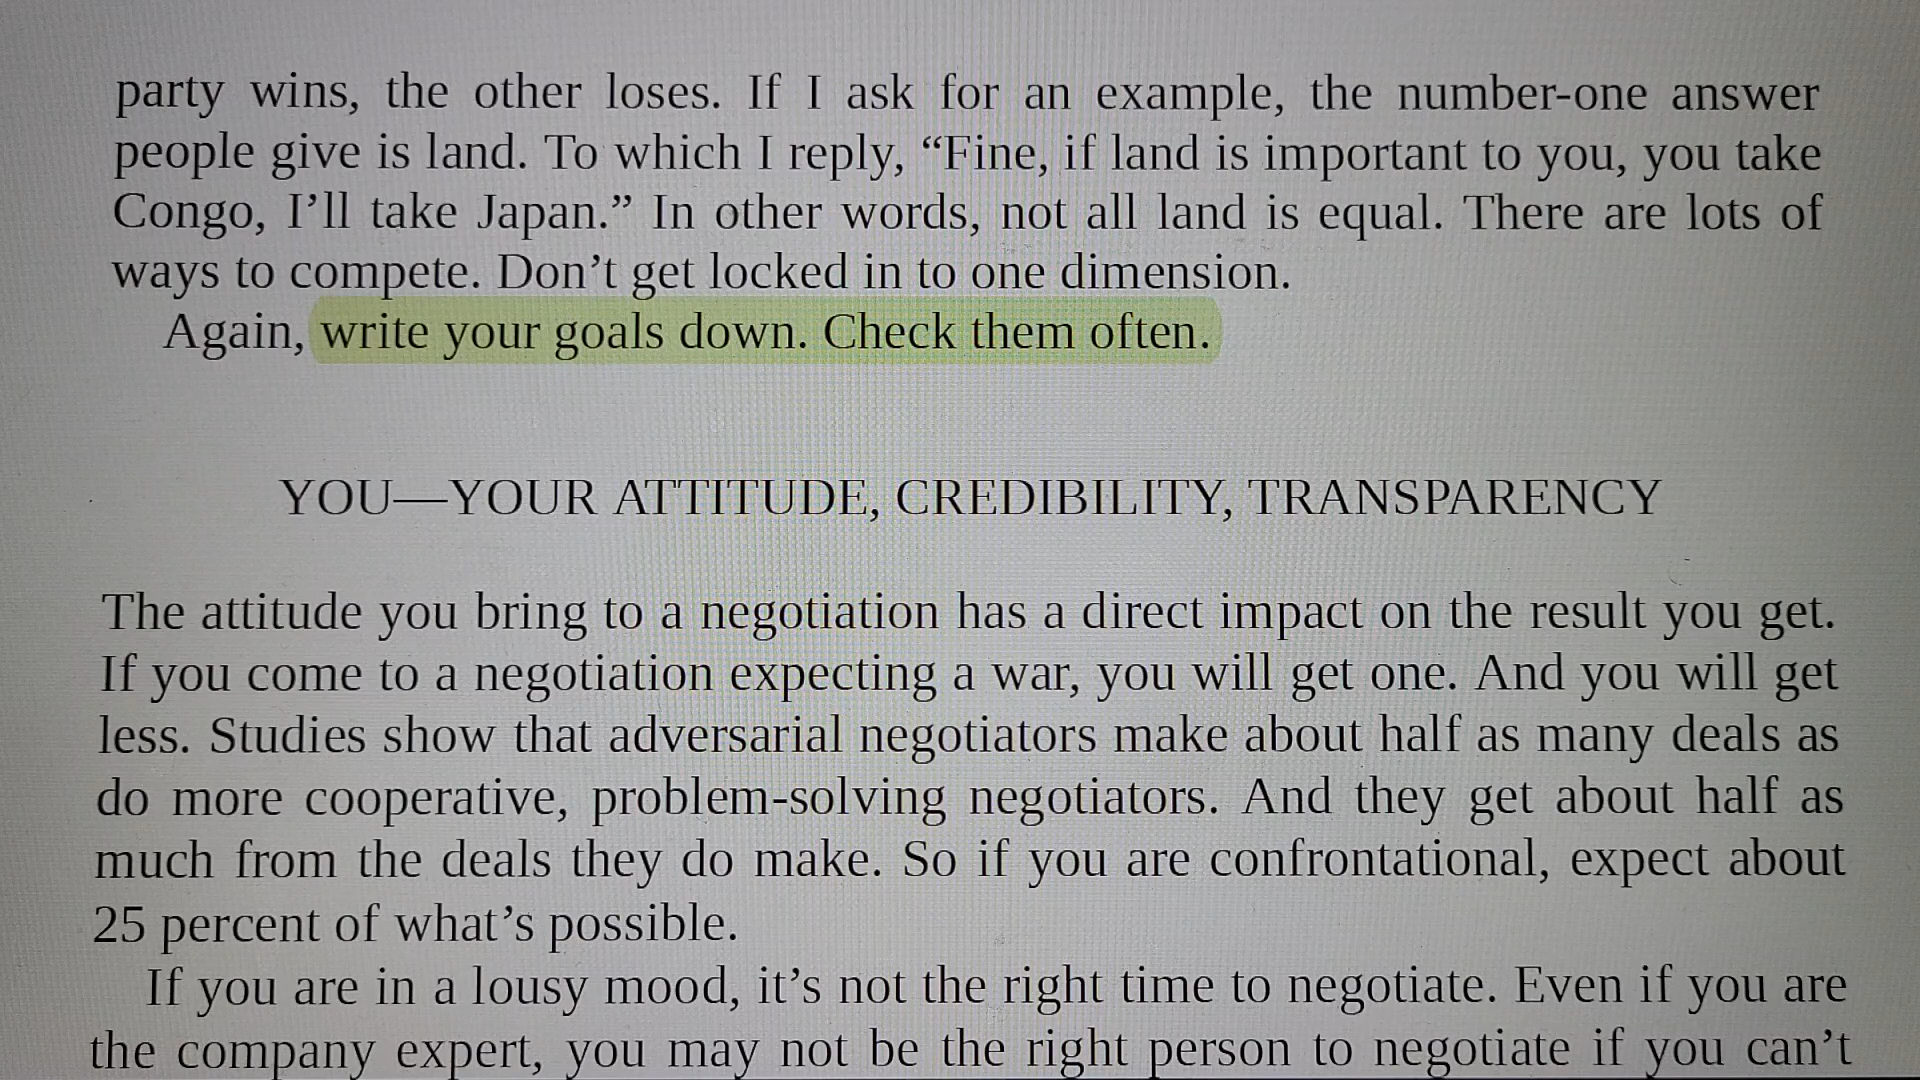 party wins, the other loses. If I ask for an example, the number-one answer
people give is land. To which I reply, “Fine, if land is important to you, you take
Congo, I’ll take Japan.” In other words, not all land is equal. There are lots of
ways to compete. Don’t get locked in to one dimension.
Again, write your goals down. Check them often.
YOU—YOUR ATTITUDE, CREDIBILITY, TRANSPARENCY
The attitude you bring to a negotiation has a direct impact on the result you get.
If you come to a negotiation expecting a war, you will get one. And you will get
less. Studies show that adversarial negotiators make about half as many deals as
do more cooperative, problem-solving negotiators. And they get about half as
much from the deals they do make. So if you are confrontational, expect about
25 percent of what’s possible.
If you are in a lousy mood, it’s not the right time to negotiate. Even if you are
the company expert, you may not be the right person to negotiate if you can’t